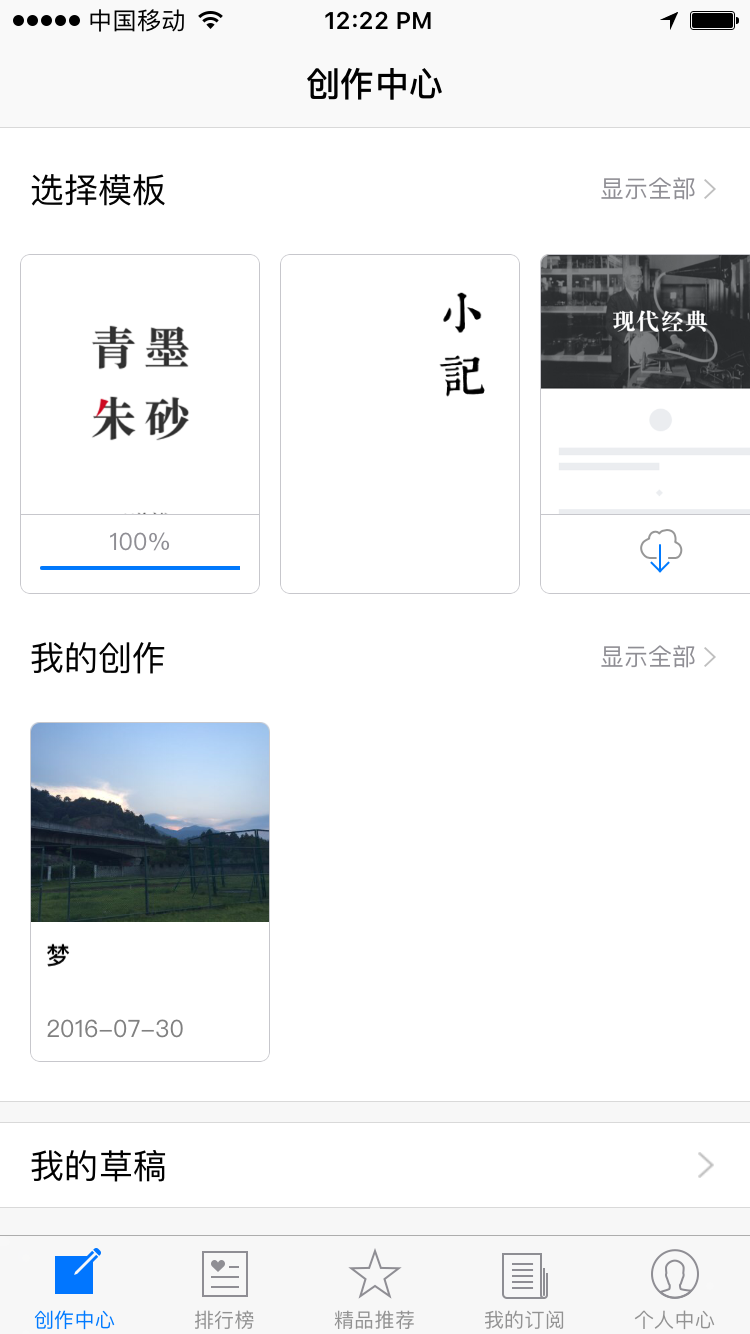 中国移动 12:22 PM
创作中心
选择模板 显示全部
青墨
朱砂
100%
小
記
现代经典
我的创作 显示全部
梦
2016-07-30
我的草稿
创作中心 排行榜 精品推荐 我的订阅 个人中心